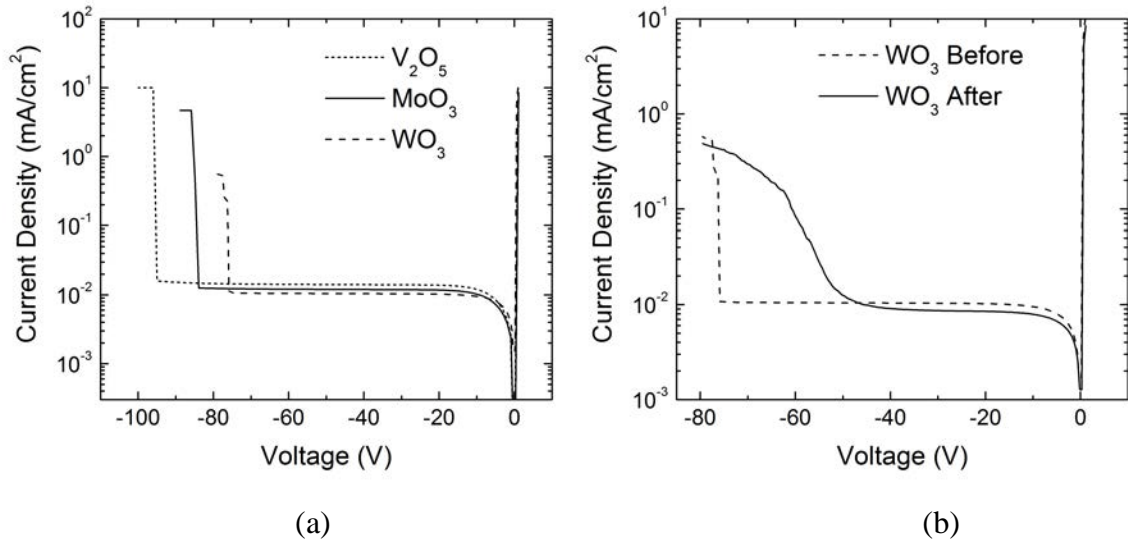 10²
10¹
10⁰
10⁻¹
10⁻²
10⁻³
Current Density (mA/cm²)
V₂O₅
MoO₃
WO₃
-100 -80 -60 -40 -20 0
Voltage (V)
(a)
10¹
10⁰
10⁻¹
10⁻²
10⁻³
Current Density (mA/cm²)
WO₃ Before
WO₃ After
-80 -60 -40 -20 0
Voltage (V)
(b)